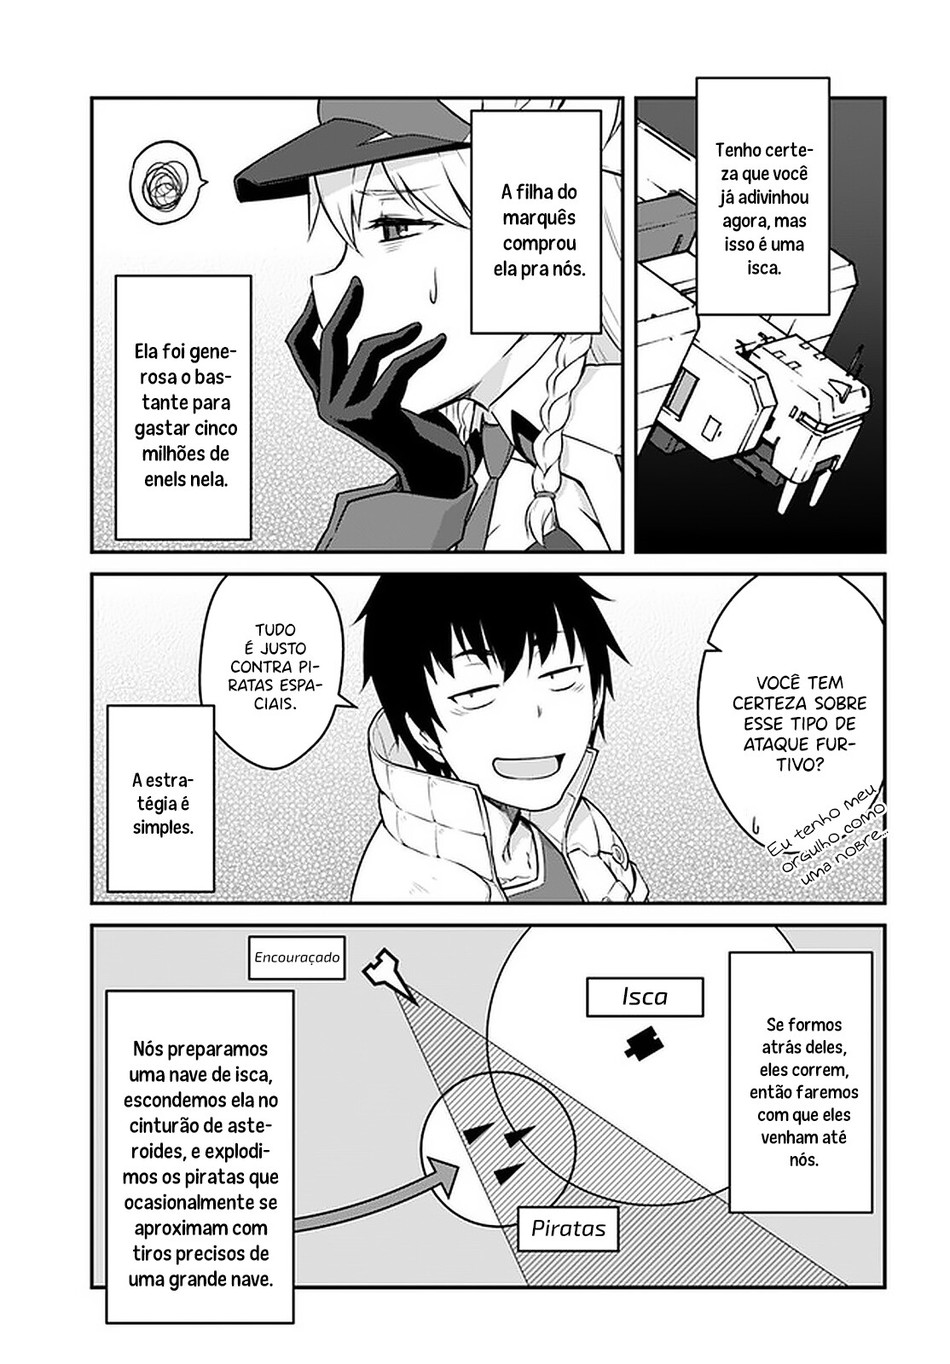 Tenho certe-
za que você
já adivinhou
agora, mas
isso é uma
isca.
A filha do
marquês
comprou
ela pra nós.
Ela foi gene-
rosa o bas-
tante para
gastar cinco
milhões de
enels nela.
VOCÊ TEM
CERTEZA SOBRE
ESSE TIPO DE
ATAQUE FUR-
TIVO?
Eu tenho meu
orgulho como
uma nobre...
TUDO
É JUSTO
CONTRA PI-
RATAS ESPA-
CIAIS.
A estra-
tégia é
simples.
Se formos
atrás deles,
eles correm,
então faremos
com que eles
venham até
nós.
Isca
Encouraçado
Piratas
Nós preparamos
uma nave de isca,
escondemos ela no
cinturão de aste-
roides, e explodi-
mos os piratas que
ocasionalmente se
aproximam com
tiros precisos de
uma grande nave.